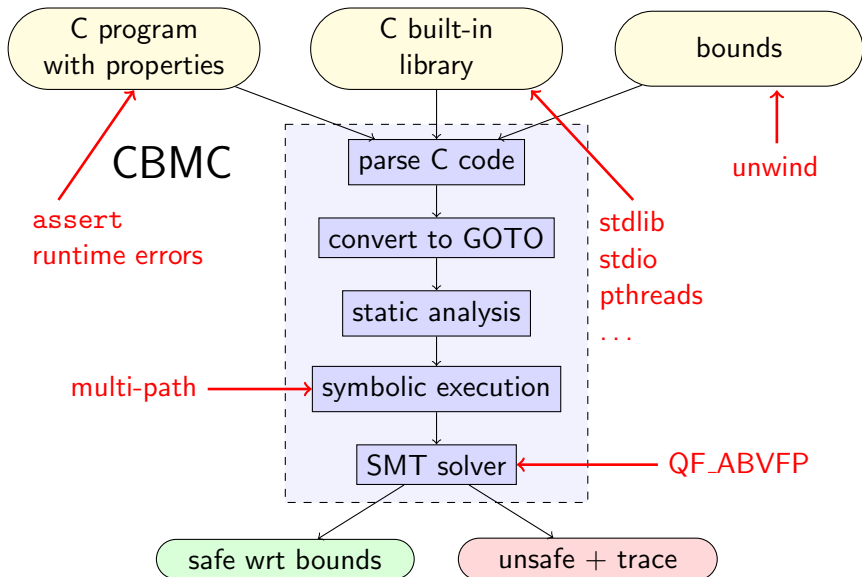 C program
with properties
C built-in
library
bounds
CBMC
parse C code
unwind
assert
runtime errors
convert to GOTO
stdlib
stdio
pthreads
...
static analysis
multi-path
symbolic execution
SMT solver
QF_ABVFP
safe wrt bounds
unsafe + trace